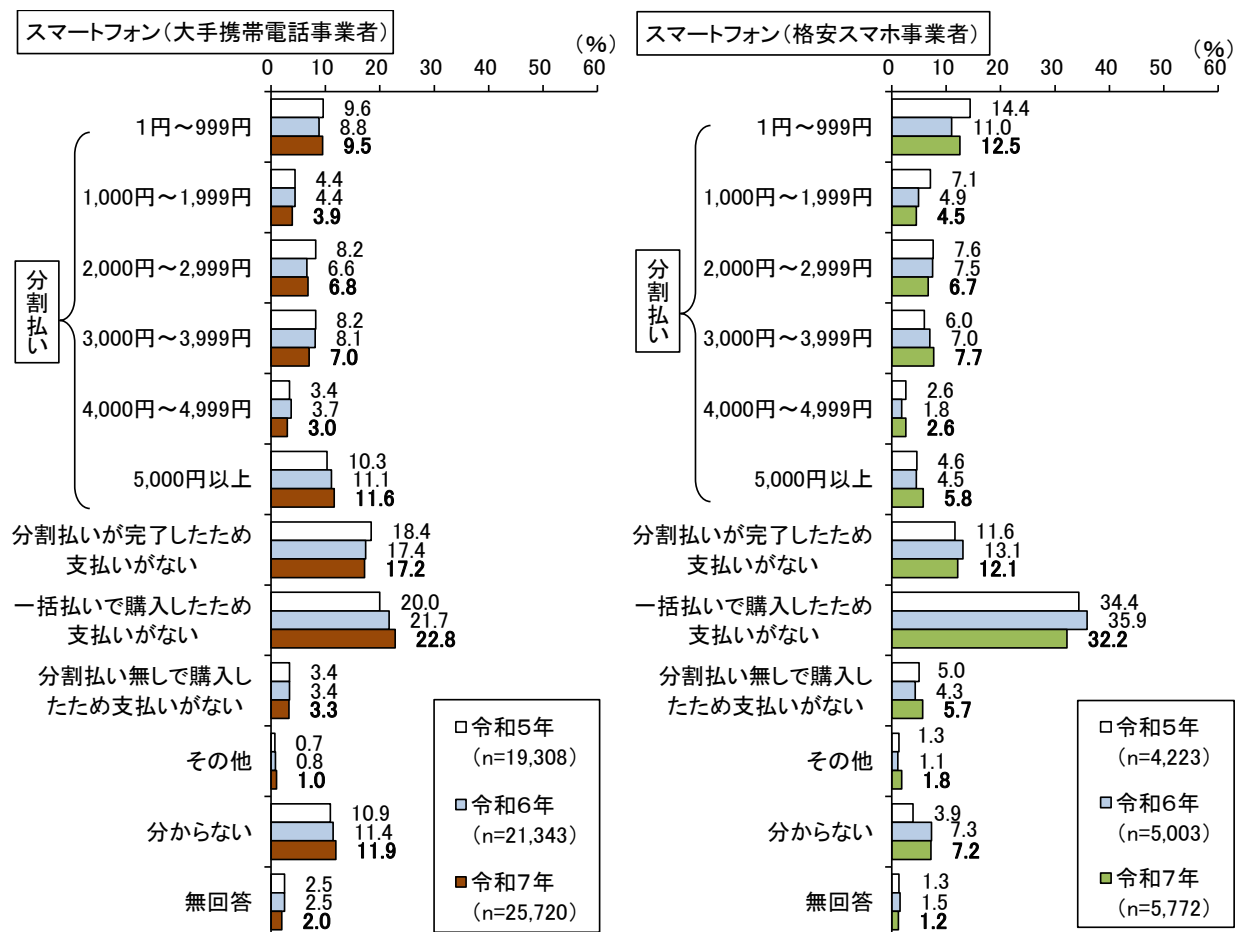 スマートフォン（大手携帯電話事業者）
（%）
0 10 20 30 40 50 60
分割払い
1円～999円
9.6
8.8
9.5
1,000円～1,999円
4.4
4.4
3.9
2,000円～2,999円
8.2
6.6
6.8
3,000円～3,999円
8.2
8.1
7.0
4,000円～4,999円
3.4
3.7
3.0
5,000円以上
10.3
11.1
11.6
分割払いが完了したため
支払いがない
18.4
17.4
17.2
一括払いで購入したため
支払いがない
20.0
21.7
22.8
分割払い無しで購入し
たため支払いがない
3.4
3.4
3.3
その他
0.7
0.8
1.0
分からない
10.9
11.4
11.9
無回答
2.5
2.5
2.0
令和５年
（n=19,308）
令和６年
（n=21,343）
令和７年
（n=25,720）
スマートフォン（格安スマホ事業者）
（%）
0 10 20 30 40 50 60
分割払い
1円～999円
14.4
11.0
12.5
1,000円～1,999円
7.1
4.9
4.5
2,000円～2,999円
7.6
7.5
6.7
3,000円～3,999円
6.0
7.0
7.7
4,000円～4,999円
2.6
1.8
2.6
5,000円以上
4.6
4.5
5.8
分割払いが完了したため
支払いがない
11.6
13.1
12.1
一括払いで購入したため
支払いがない
34.4
35.9
32.2
分割払い無しで購入し
たため支払いがない
5.0
4.3
5.7
その他
1.3
1.1
1.8
分からない
3.9
7.3
7.2
無回答
1.3
1.5
1.2
令和５年
（n=4,223）
令和６年
（n=5,003）
令和７年
（n=5,772）